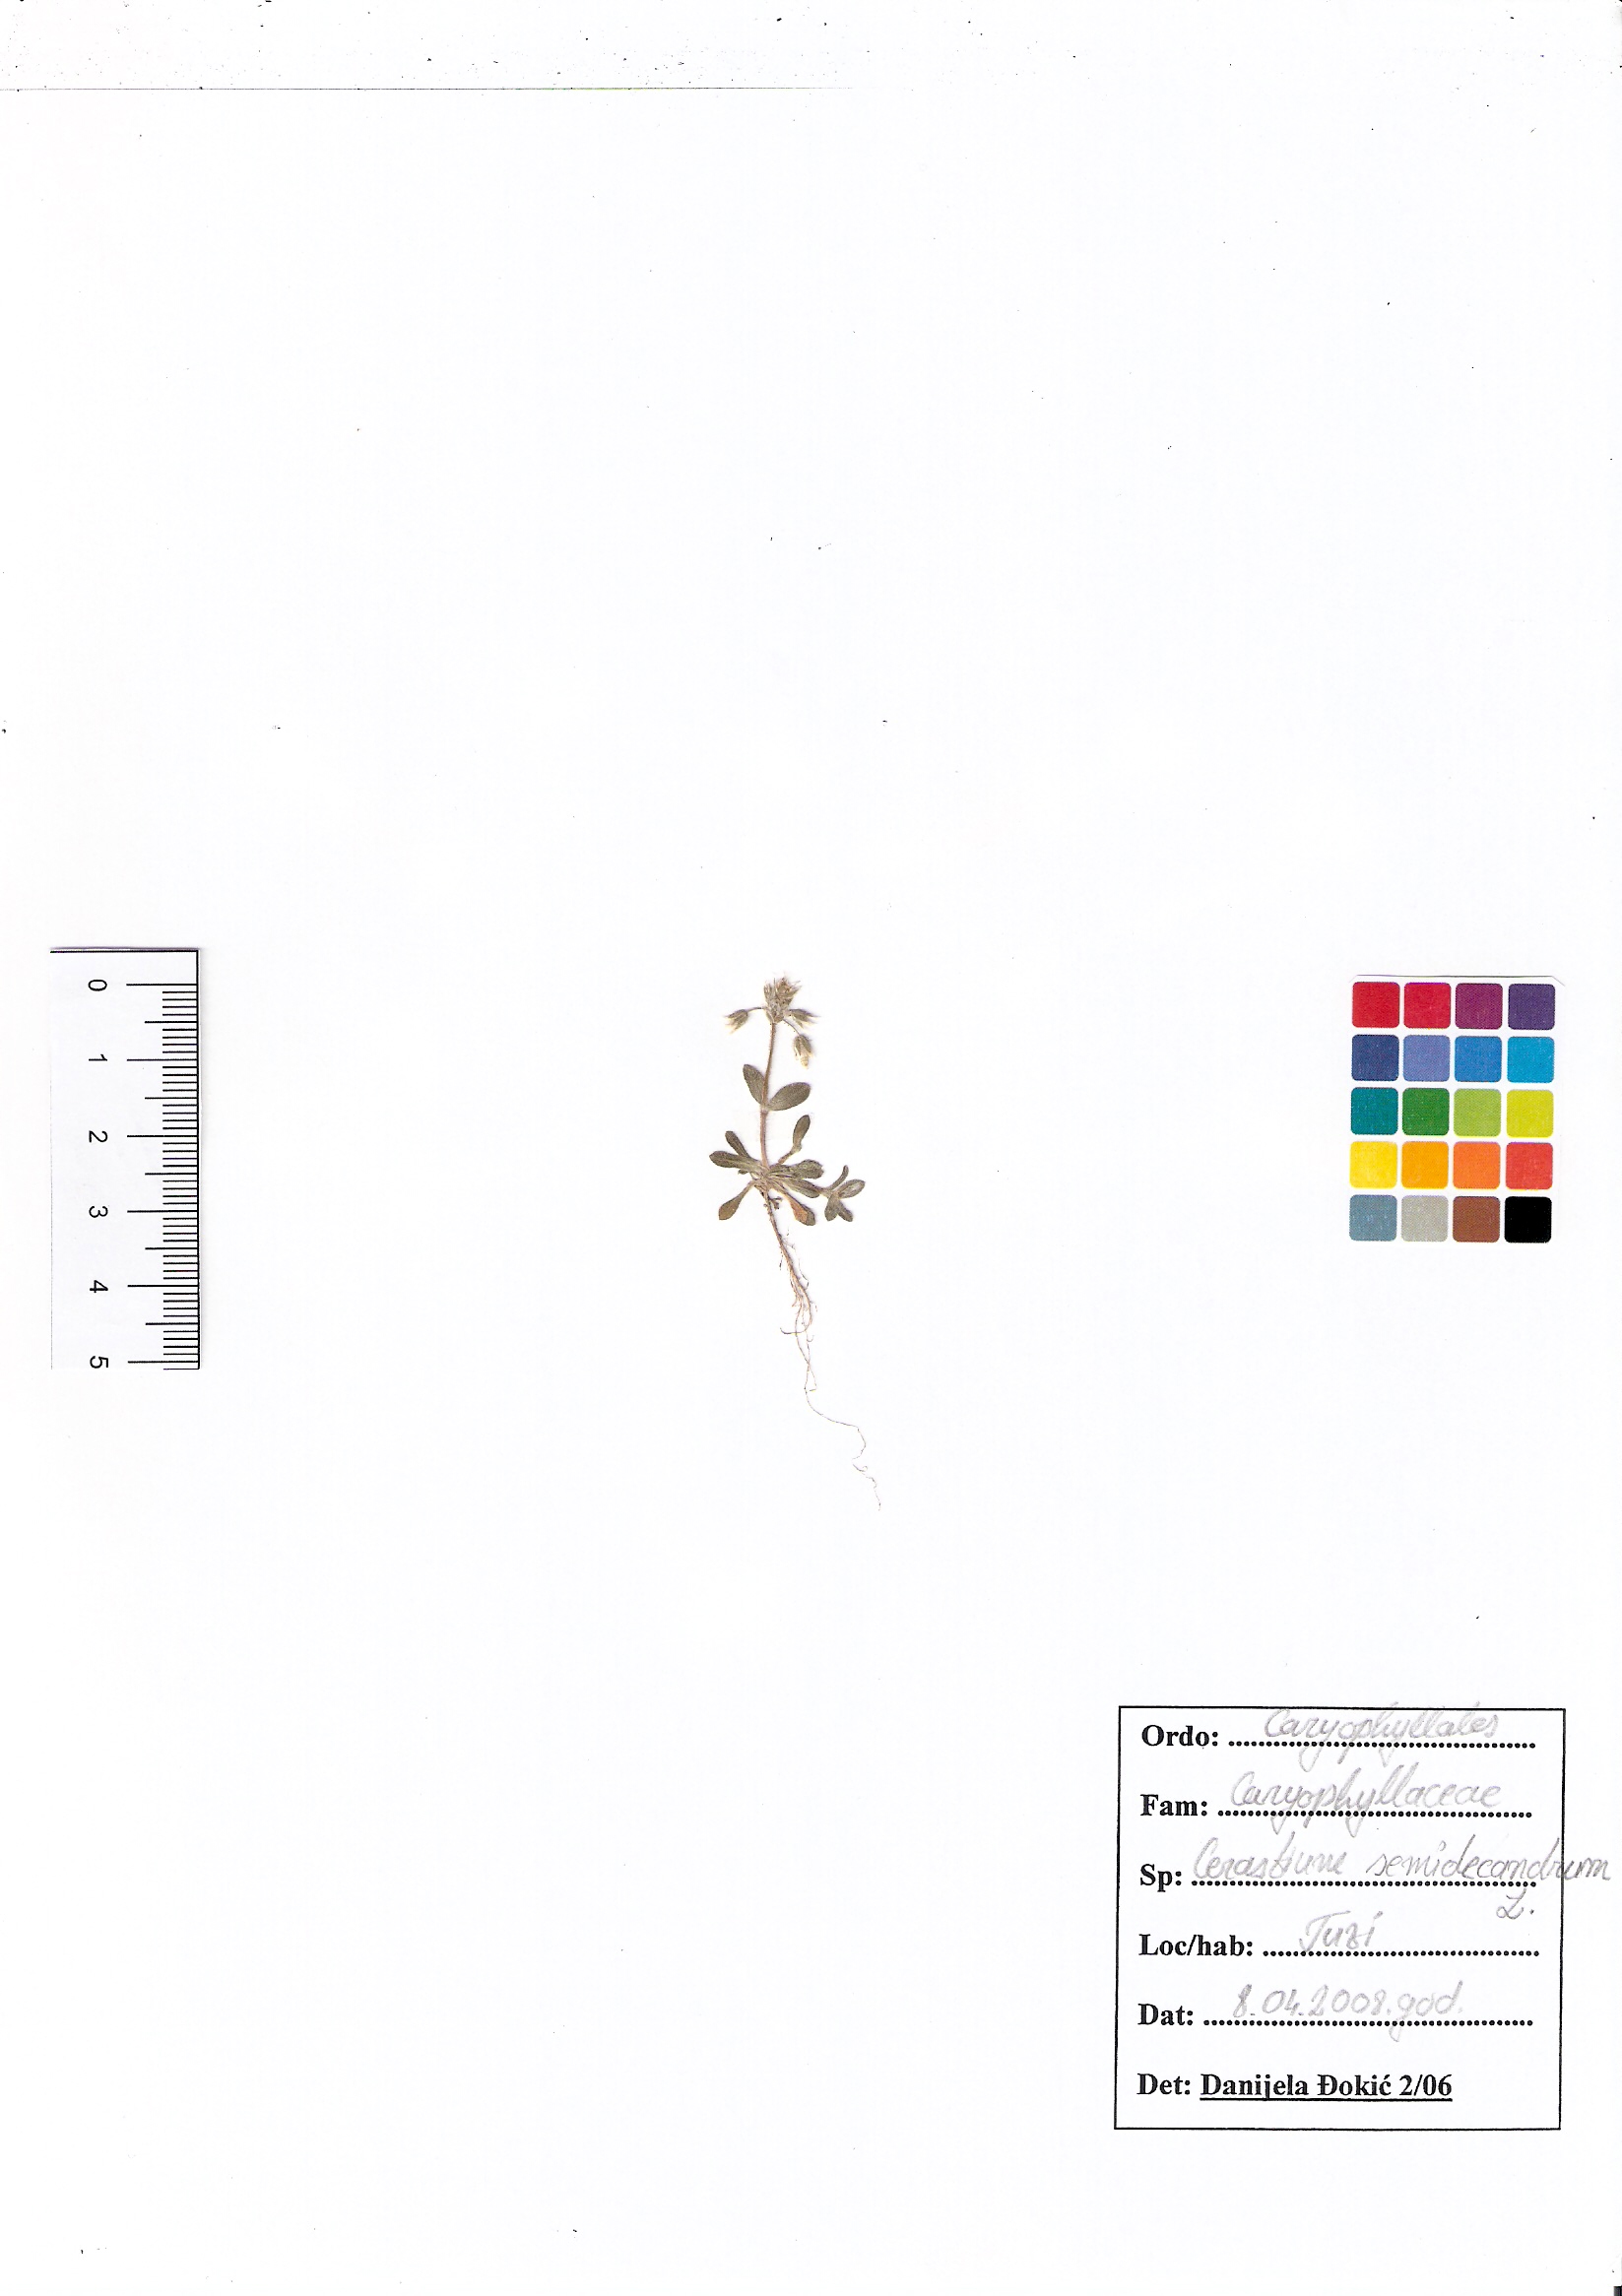 0
1
2
3
4
5
Ordo: Caryophyllales
Fam: Caryophyllaceae
Sp: Cerastium semidecandrum
L.
Loc/hab: Tuzi
Dat: 8.04.2008.god.
Det: Danijela Đokić 2/06